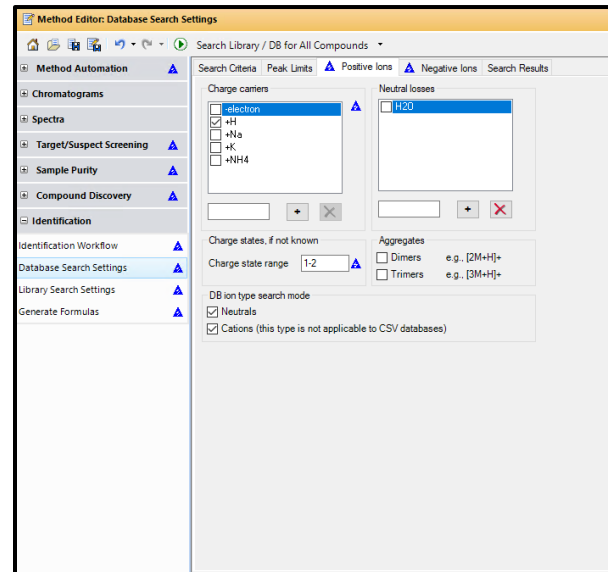 Method Editor: Database Search Settings
Search Library / DB for All Compounds
Method Automation
Chromatograms
Spectra
Target/Suspect Screening
Sample Purity
Compound Discovery
Identification
Identification Workflow
Database Search Settings
Library Search Settings
Generate Formulas
Search Criteria Peak Limits Positive Ions Negative Ions Search Results
Charge carriers
-electron
+H
+Na
+K
+NH4
+
Neutral losses
H2O
+
Charge states, if not known
Charge state range 1-2
Aggregates
Dimers e.g., [2M+H]+
Trimers e.g., [3M+H]+
DB ion type search mode
Neutrals
Cations (this type is not applicable to CSV databases)